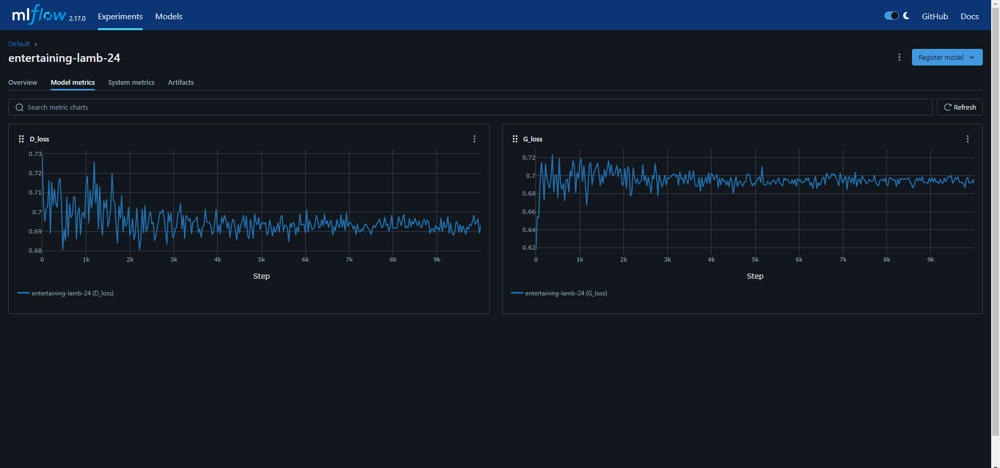 mlflow 2.17.0 Experiments Models GitHub Docs
Default
entertaining-lamb-24
Register model
Overview Model metrics System metrics Artifacts
Search metric charts
Refresh
D_loss
0.73
0.72
0.71
0.7
0.69
0.68
0 1k 2k 3k 4k 5k 6k 7k 8k 9k
Step
entertaining-lamb-24 (D_loss)
G_loss
0.72
0.7
0.68
0.66
0.64
0.62
0 1k 2k 3k 4k 5k 6k 7k 8k 9k
Step
entertaining-lamb-24 (G_loss)